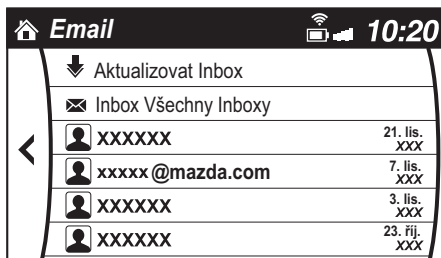 Email 10:20
Aktualizovat Inbox
Inbox Všechny Inboxy
XXXXXX 21. lis.
XXX
xxxxx@mazda.com 7. lis.
XXX
XXXXXX 3. lis.
XXX
XXXXXX 23. říj.
XXX